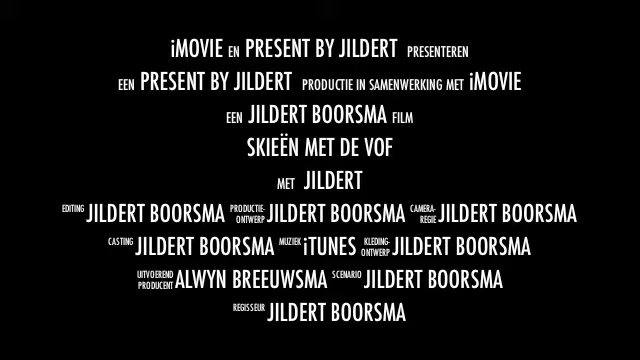 iMOVIE EN PRESENT BY JILDERT PRESENTEREN
EEN PRESENT BY JILDERT PRODUCTIE IN SAMENWERKING MET iMOVIE
EEN JILDERT BOORSMA FILM
SKIEËN MET DE VOF
MET JILDERT
EDITING JILDERT BOORSMA PRODUCTIE-ONTWERP JILDERT BOORSMA CAMERA-REGIE JILDERT BOORSMA
CASTING JILDERT BOORSMA MUZIEK iTUNES KLEDING-ONTWERP JILDERT BOORSMA
UITVOEREND PRODUCENT ALWYN BREEUWSMA SCENARIO JILDERT BOORSMA
REGISSEUR JILDERT BOORSMA